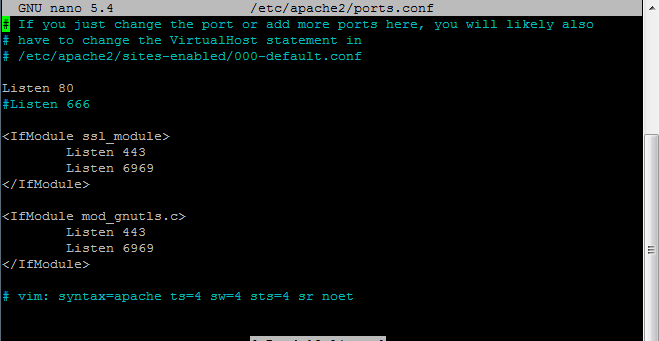 GNU nano 5.4 /etc/apache2/ports.conf
# If you just change the port or add more ports here, you will likely also
# have to change the VirtualHost statement in
# /etc/apache2/sites-enabled/000-default.conf
Listen 80
#Listen 666
<IfModule ssl_module>
Listen 443
Listen 6969
</IfModule>
<IfModule mod_gnutls.c>
Listen 443
Listen 6969
</IfModule>
# vim: syntax=apache ts=4 sw=4 sts=4 sr noet